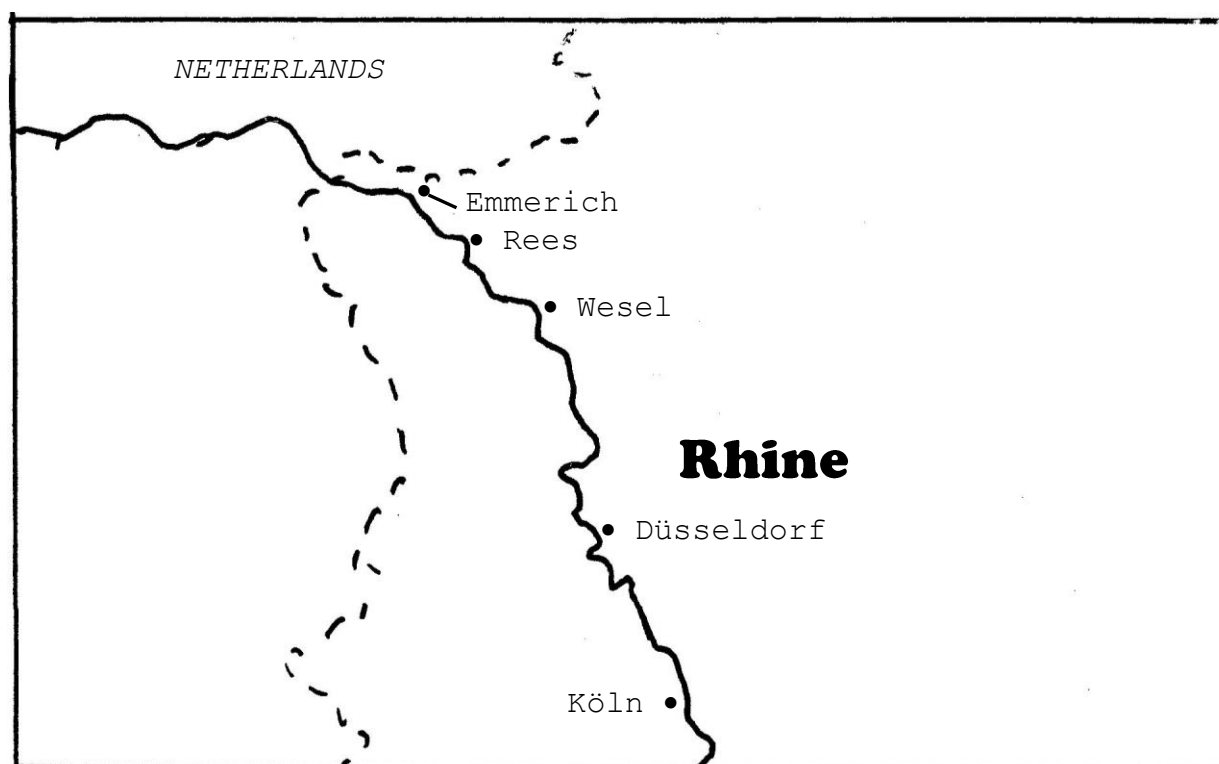 NETHERLANDS
Emmerich
Rees
Wesel
Rhine
Düsseldorf
Köln